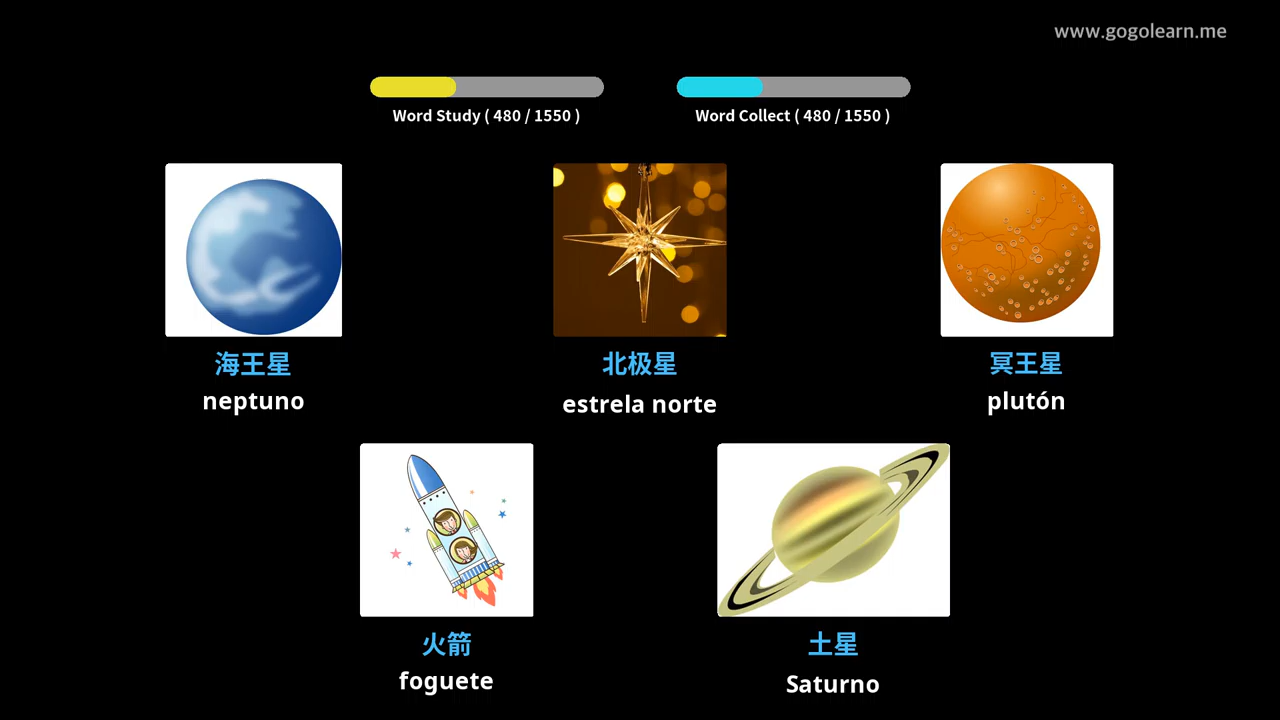 www.gogolearn.me
Word Study ( 480 / 1550 )
Word Collect ( 480 / 1550 )
海王星
neptuno
北极星
estrela norte
冥王星
plutón
火箭
foguete
土星
Saturno